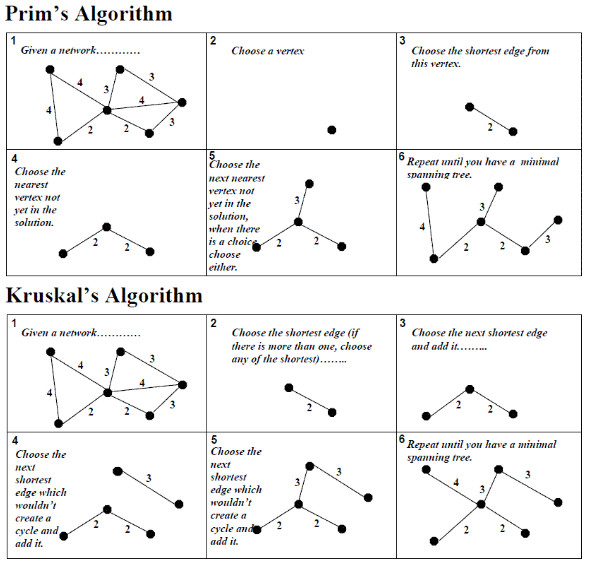 Prim's Algorithm
1
Given a network…………
4
3
3
4
4
2
2
3
2
Choose a vertex
3
Choose the shortest edge from
this vertex.
2
4
Choose the
nearest
vertex not
yet in the
solution.
2
2
5
Choose the
next nearest
vertex not
yet in the
solution,
when there
is a choice
choose
either.
3
2
2
6
Repeat until you have a minimal
spanning tree.
4
3
2
2
3
Kruskal's Algorithm
1
Given a network…………
4
3
3
4
4
2
2
3
2
Choose the shortest edge (if
there is more than one, choose
any of the shortest)……..
2
3
Choose the next shortest edge
and add it……...
2
2
4
Choose the
next
shortest
edge which
wouldn't
create a
cycle and
add it.
3
2
2
5
Choose the
next
shortest
edge which
wouldn't
create a
cycle and
add it.
3
3
2
2
6
Repeat until you have a minimal
spanning tree.
4
3
3
2
2